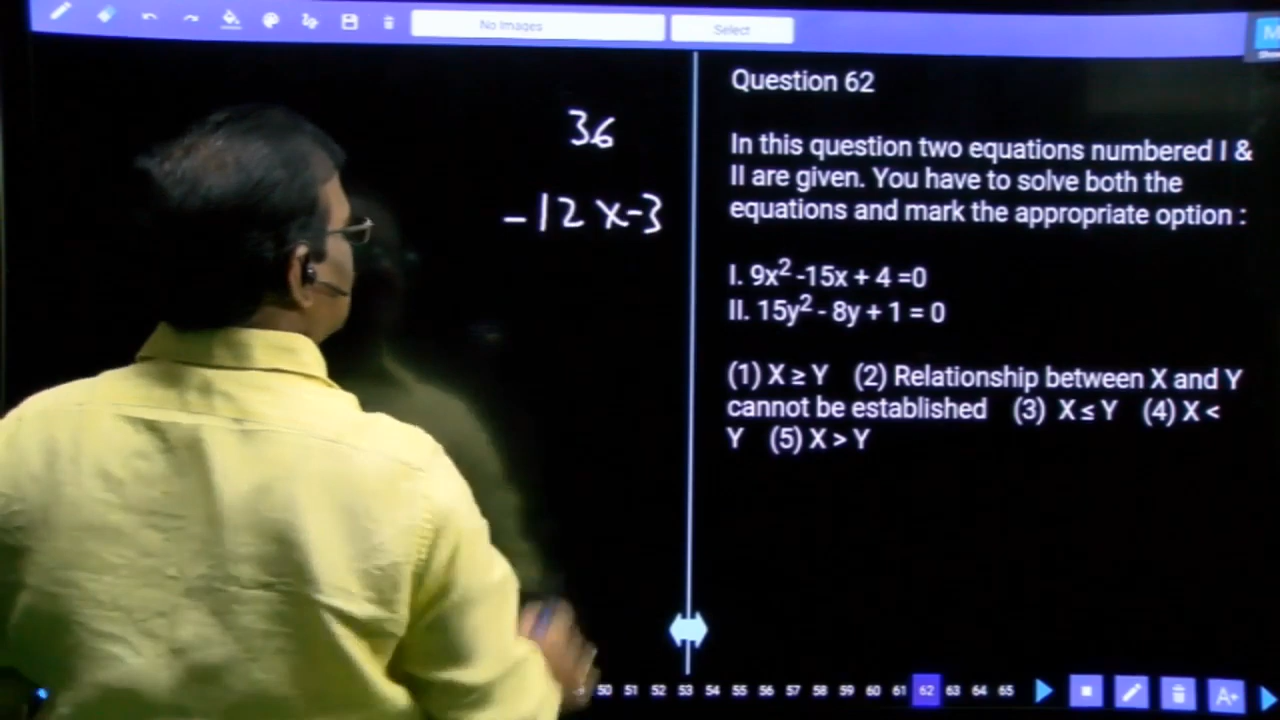 No Images Select
36
-12 x-3
Question 62
In this question two equations numbered I &
II are given. You have to solve both the
equations and mark the appropriate option :
I. 9x² -15x + 4 =0
II. 15y² - 8y + 1 = 0
(1) X ≥ Y (2) Relationship between X and Y
cannot be established (3) X ≤ Y (4) X <
Y (5) X > Y
50 51 52 53 54 55 56 57 58 59 60 61 62 63 64 65
A+